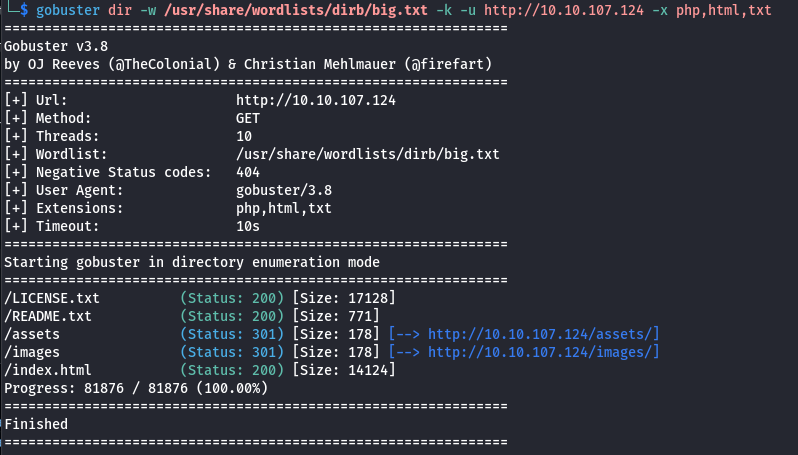 $ gobuster dir -w /usr/share/wordlists/dirb/big.txt -k -u http://10.10.107.124 -x php,html,txt
===============================================================
Gobuster v3.8
by OJ Reeves (@TheColonial) & Christian Mehlmauer (@firefart)
===============================================================
[+] Url:                     http://10.10.107.124
[+] Method:                  GET
[+] Threads:                 10
[+] Wordlist:                /usr/share/wordlists/dirb/big.txt
[+] Negative Status codes:   404
[+] User Agent:              gobuster/3.8
[+] Extensions:              php,html,txt
[+] Timeout:                 10s
===============================================================
Starting gobuster in directory enumeration mode
===============================================================
/LICENSE.txt          (Status: 200) [Size: 17128]
/README.txt           (Status: 200) [Size: 771]
/assets               (Status: 301) [Size: 178] [--> http://10.10.107.124/assets/]
/images               (Status: 301) [Size: 178] [--> http://10.10.107.124/images/]
/index.html           (Status: 200) [Size: 14124]
Progress: 81876 / 81876 (100.00%)
===============================================================
Finished
===============================================================